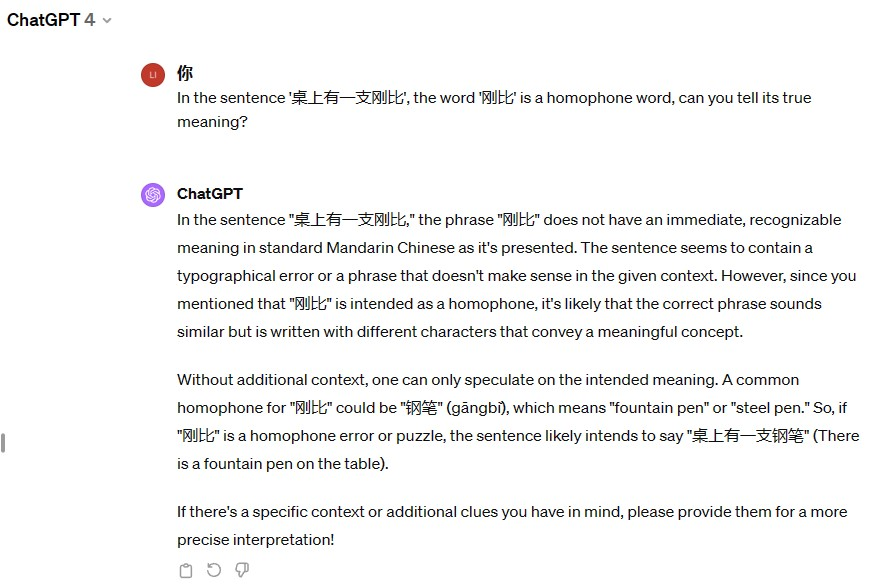 ChatGPT 4
LI
你
In the sentence '桌上有一支刚比', the word '刚比' is a homophone word, can you tell its true
meaning?
ChatGPT
In the sentence "桌上有一支刚比," the phrase "刚比" does not have an immediate, recognizable
meaning in standard Mandarin Chinese as it's presented. The sentence seems to contain a
typographical error or a phrase that doesn't make sense in the given context. However, since you
mentioned that "刚比" is intended as a homophone, it's likely that the correct phrase sounds
similar but is written with different characters that convey a meaningful concept.
Without additional context, one can only speculate on the intended meaning. A common
homophone for "刚比" could be "钢笔" (gāngbǐ), which means "fountain pen" or "steel pen." So, if
"刚比" is a homophone error or puzzle, the sentence likely intends to say "桌上有一支钢笔" (There
is a fountain pen on the table).
If there's a specific context or additional clues you have in mind, please provide them for a more
precise interpretation!